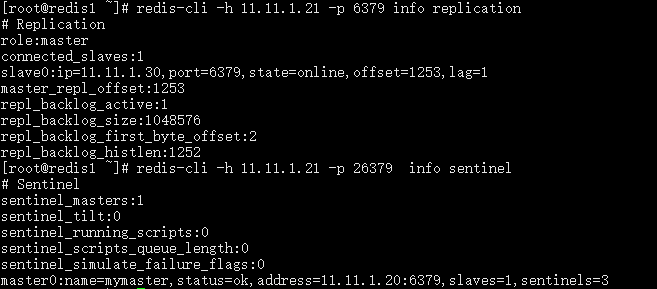 [root@redis1 ~]# redis-cli -h 11.11.1.21 -p 6379 info replication
# Replication
role:master
connected_slaves:1
slave0:ip=11.11.1.30,port=6379,state=online,offset=1253,lag=1
master_repl_offset:1253
repl_backlog_active:1
repl_backlog_size:1048576
repl_backlog_first_byte_offset:2
repl_backlog_histlen:1252
[root@redis1 ~]# redis-cli -h 11.11.1.21 -p 26379  info sentinel
# Sentinel
sentinel_masters:1
sentinel_tilt:0
sentinel_running_scripts:0
sentinel_scripts_queue_length:0
sentinel_simulate_failure_flags:0
master0:name=mymaster,status=ok,address=11.11.1.20:6379,slaves=1,sentinels=3